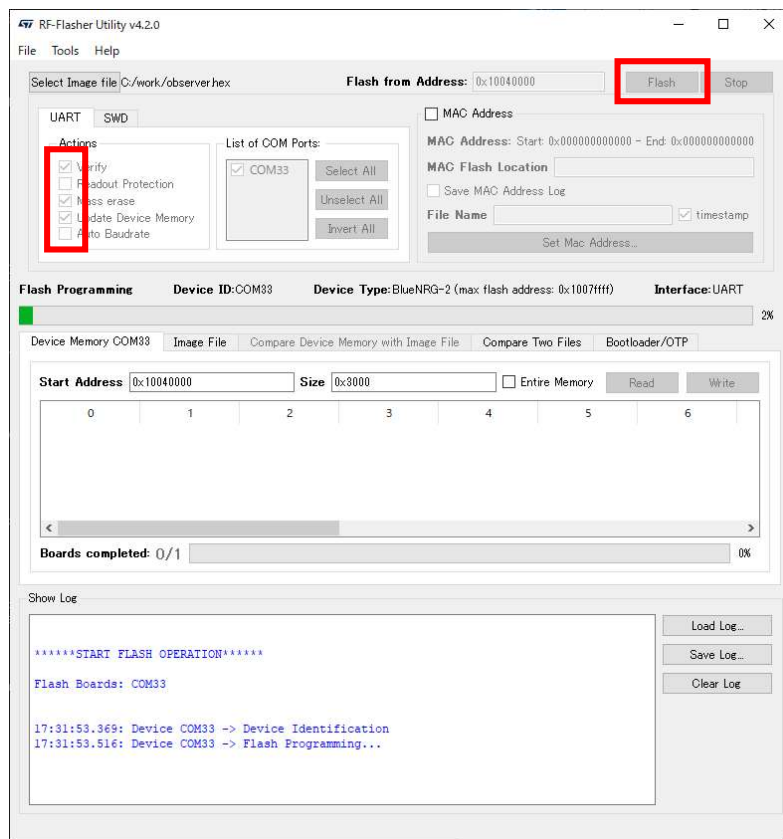 RF-Flasher Utility v4.2.0
File Tools Help
Select Image file C:/work/observer.hex Flash from Address: 0x10040000 Flash Stop
UART SWD
MAC Address
Actions
List of COM Ports:
MAC Address: Start: 0x000000000000 - End: 0x000000000000
Verify
COM33
Select All
MAC Flash Location
Readout Protection
Save MAC Address Log
Mass erase
Unselect All
Update Device Memory
File Name
timestamp
Auto Baudrate
Invert All
Set Mac Address...
Flash Programming Device ID:COM33 Device Type:BlueNRG-2 (max flash address: 0x1007ffff) Interface:UART
2%
Device Memory COM33 Image File Compare Device Memory with Image File Compare Two Files Bootloader/OTP
Start Address 0x10040000 Size 0x3000 Entire Memory Read Write
0 1 2 3 4 5 6
Boards completed: 0/1 0%
Show Log
Load Log...
******START FLASH OPERATION******
Save Log...
Flash Boards: COM33
Clear Log
17:31:53.369: Device COM33 -> Device Identification
17:31:53.516: Device COM33 -> Flash Programming...